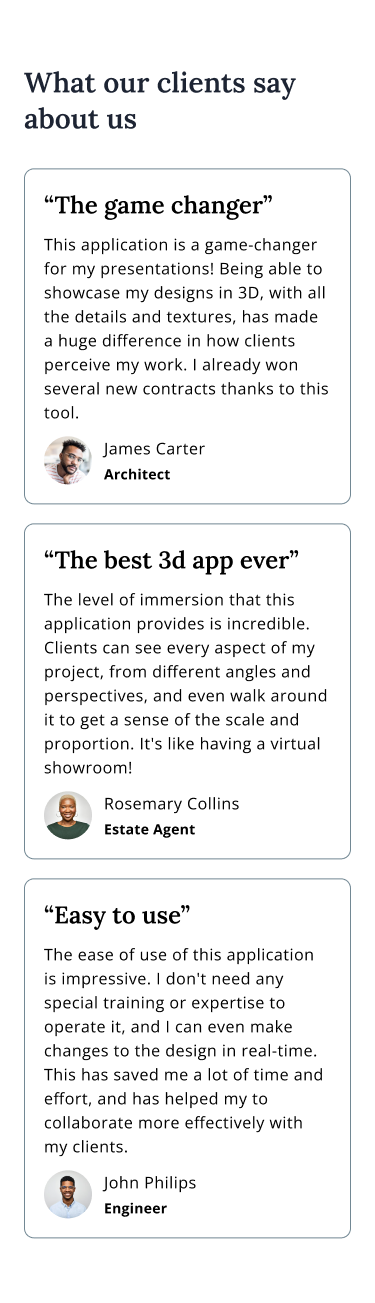 What our clients say
about us
“The game changer”
This application is a game-changer
for my presentations! Being able to
showcase my designs in 3D, with all
the details and textures, has made
a huge difference in how clients
perceive my work. I already won
several new contracts thanks to this
tool.
James Carter
Architect
“The best 3d app ever”
The level of immersion that this
application provides is incredible.
Clients can see every aspect of my
project, from different angles and
perspectives, and even walk around
it to get a sense of the scale and
proportion. It's like having a virtual
showroom!
Rosemary Collins
Estate Agent
“Easy to use”
The ease of use of this application
is impressive. I don't need any
special training or expertise to
operate it, and I can even make
changes to the design in real-time.
This has saved me a lot of time and
effort, and has helped my to
collaborate more effectively with
my clients.
John Philips
Engineer